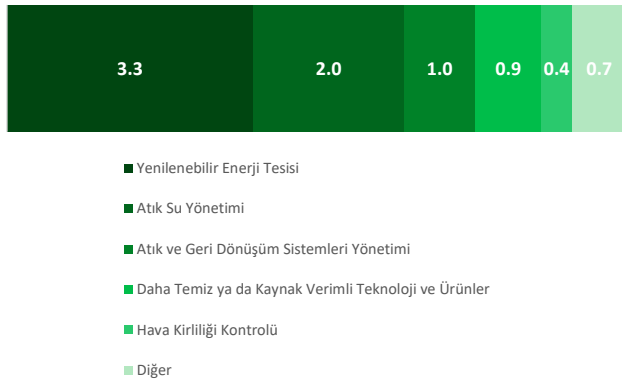 3.3 2.0 1.0 0.9 0.4 0.7
Yenilenebilir Enerji Tesisi
Atık Su Yönetimi
Atık ve Geri Dönüşüm Sistemleri Yönetimi
Daha Temiz ya da Kaynak Verimli Teknoloji ve Ürünler
Hava Kirliliği Kontrolü
Diğer